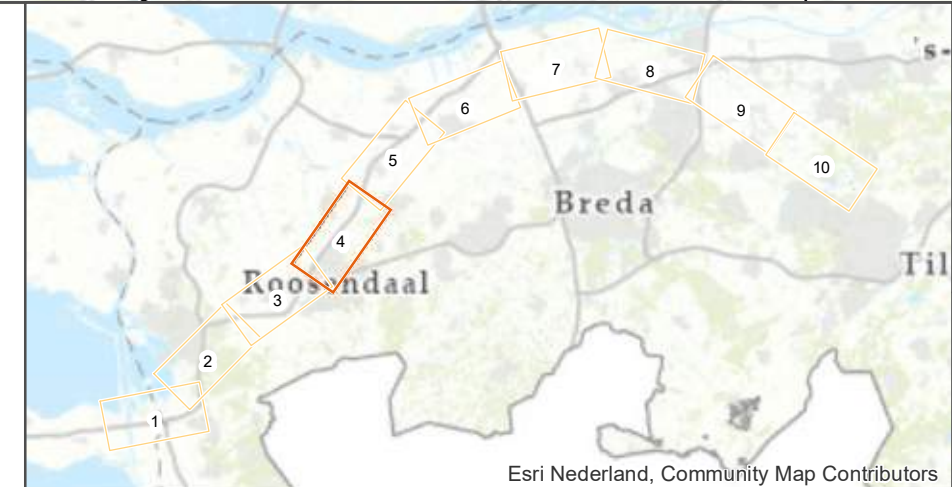 's-
7
8
6
9
5
10
Breda
4
Til
Roosendaal
3
2
1
Esri Nederland, Community Map Contributors